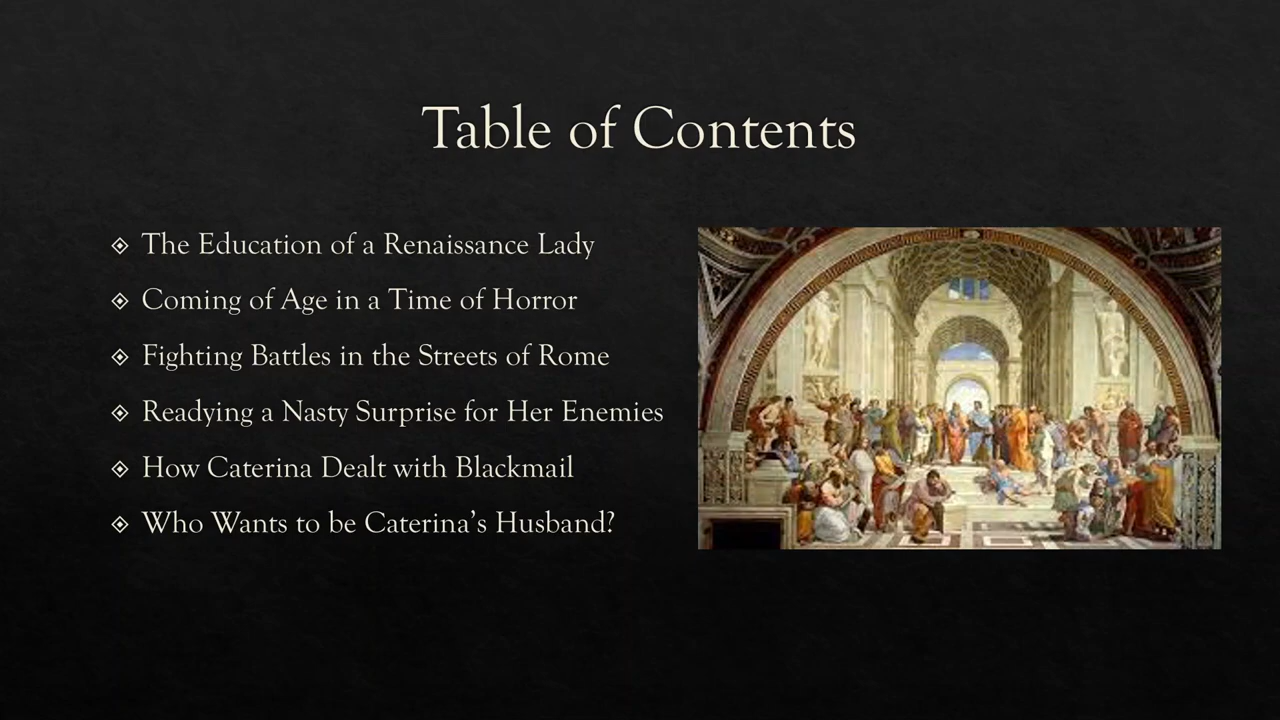 Table of Contents
The Education of a Renaissance Lady
Coming of Age in a Time of Horror
Fighting Battles in the Streets of Rome
Readying a Nasty Surprise for Her Enemies
How Caterina Dealt with Blackmail
Who Wants to be Caterina’s Husband?